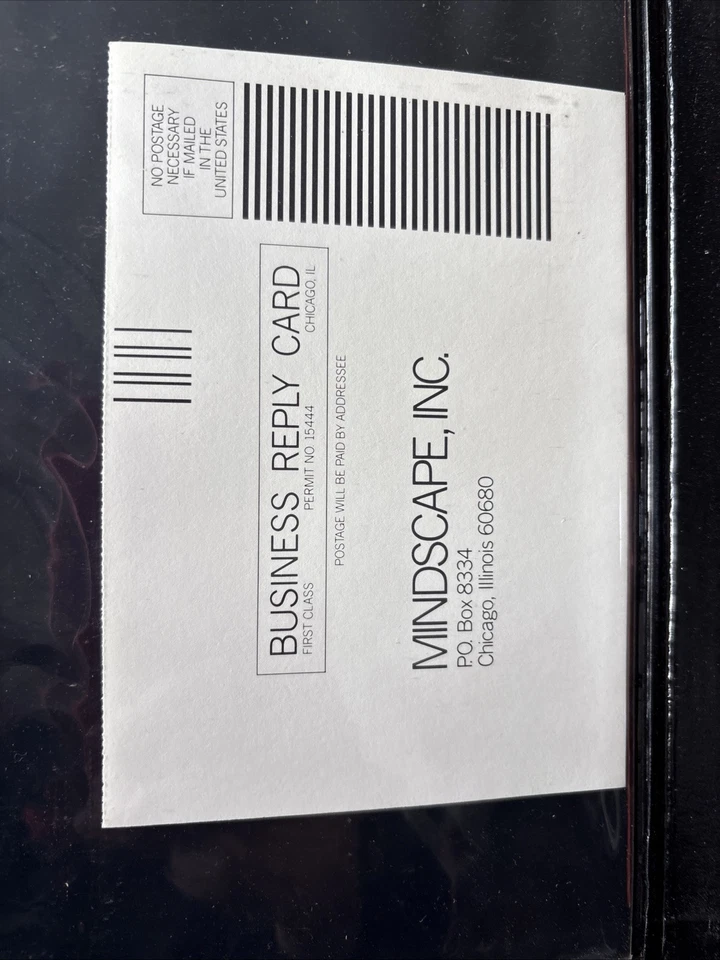 NO POSTAGE
NECESSARY
IF MAILED
IN THE
UNITED STATES
BUSINESS REPLY CARD
FIRST CLASS PERMIT NO 15444 CHICAGO, IL
POSTAGE WILL BE PAID BY ADDRESSEE
MINDSCAPE, INC.
P.O. Box 8334
Chicago, Illinois 60680